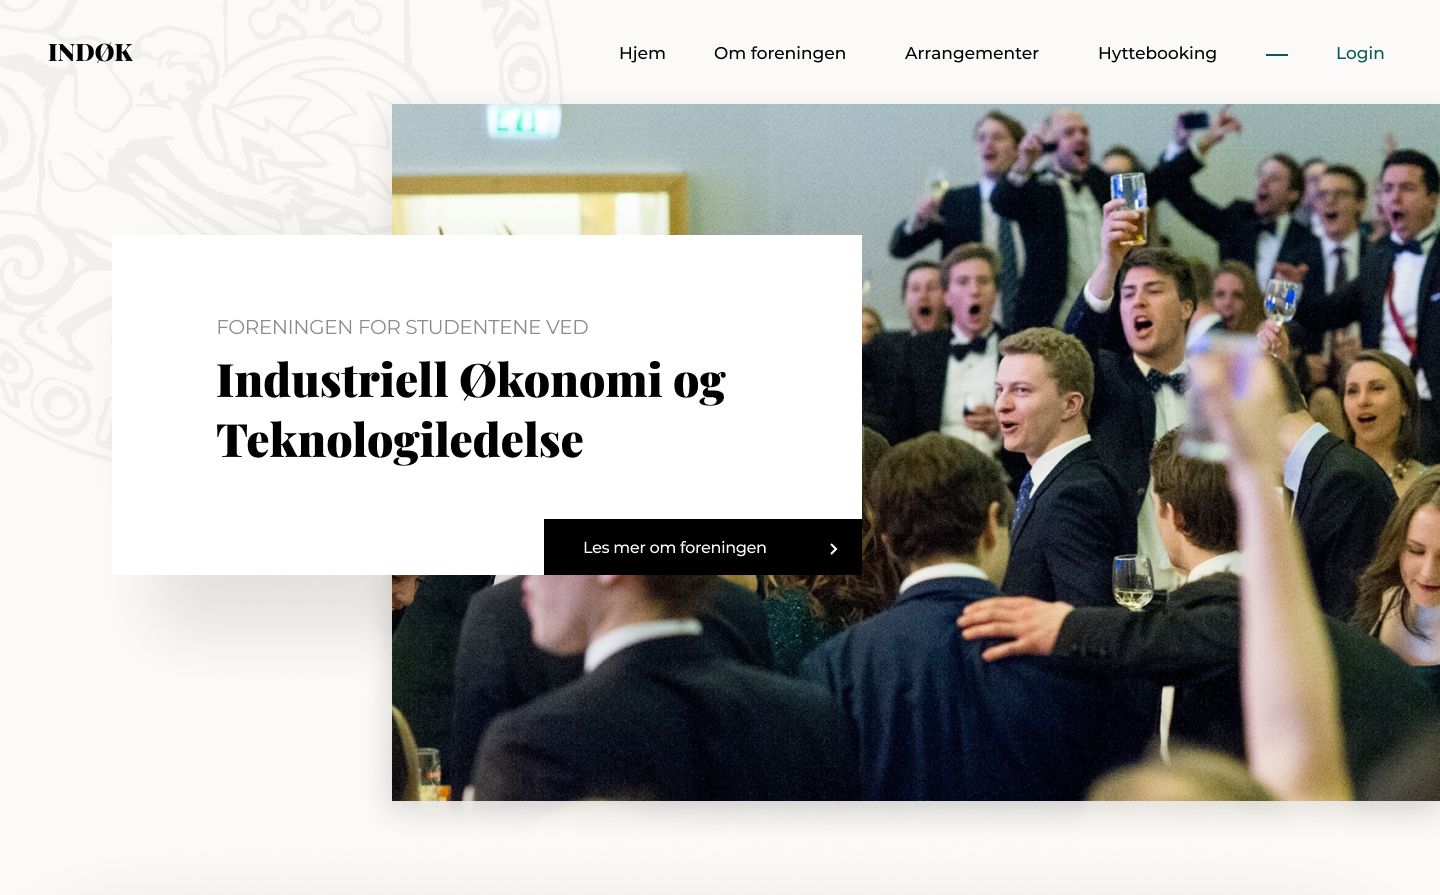 INDØK
Hjem
Om foreningen
Arrangementer
Hyttebooking
Login
FORENINGEN FOR STUDENTENE VED
Industriell Økonomi og
Teknologiledelse
Les mer om foreningen